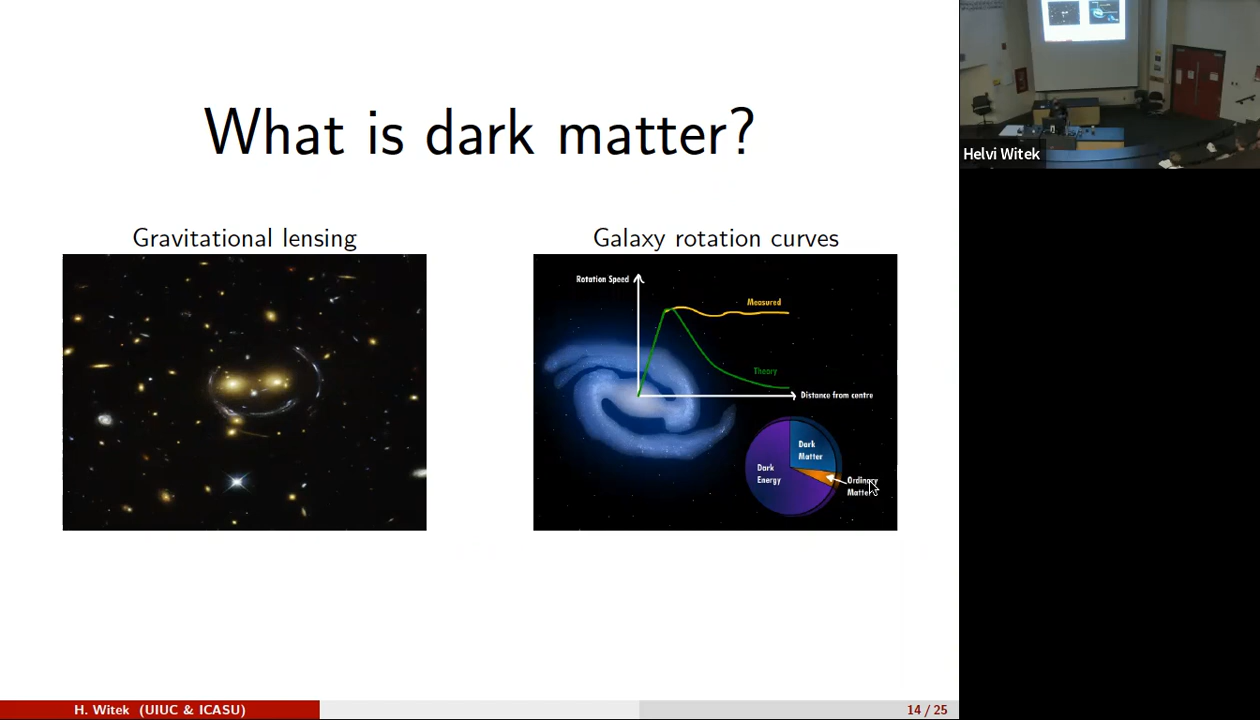 What is dark matter?
Gravitational lensing
Galaxy rotation curves
Rotation Speed
Measured
Theory
Distance from centre
Dark
Matter
Dark
Energy
Ordinary
Matter
H. Witek (UIUC & ICASU)
14 / 25
Helvi Witek